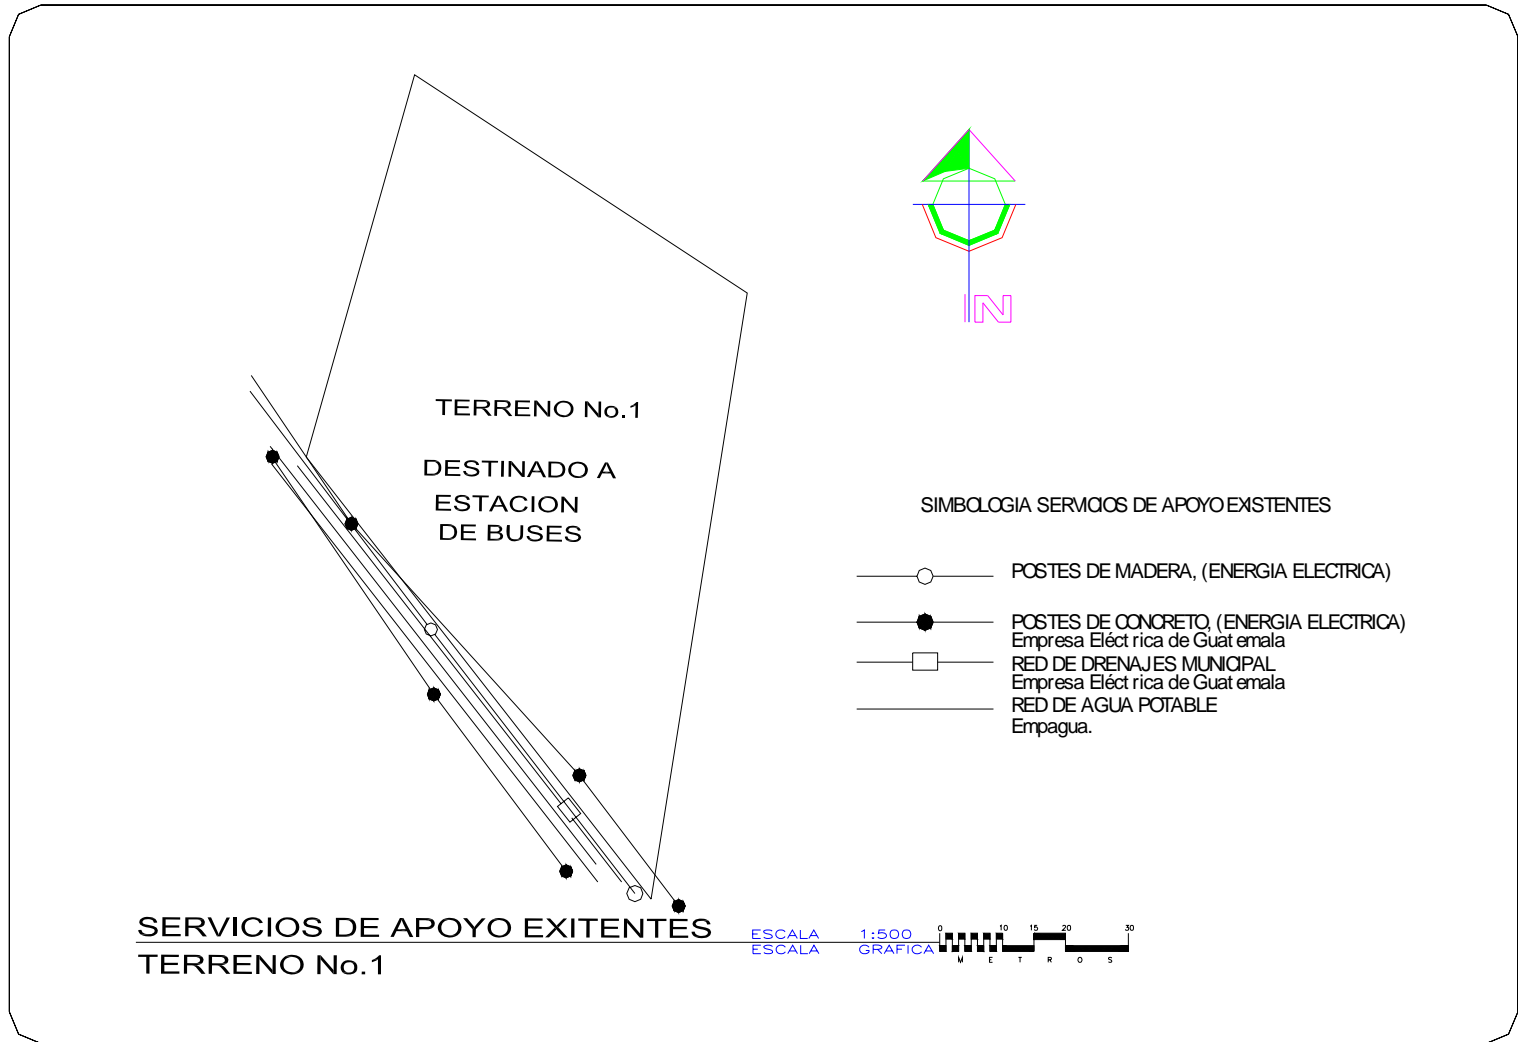 N
TERRENO No.1
DESTINADO A
ESTACION
DE BUSES
SIMBOLOGIA SERVICIOS DE APOYO EXISTENTES
POSTES DE MADERA, (ENERGIA ELECTRICA)
POSTES DE CONCRETO, (ENERGIA ELECTRICA)
Empresa Eléctrica de Guatemala
RED DE DRENAJES MUNICIPAL
Empresa Eléctrica de Guatemala
RED DE AGUA POTABLE
Empagua.
SERVICIOS DE APOYO EXITENTES
TERRENO No.1
ESCALA 1:500
ESCALA GRAFICA
0 10 15 20 30
M E T R O S